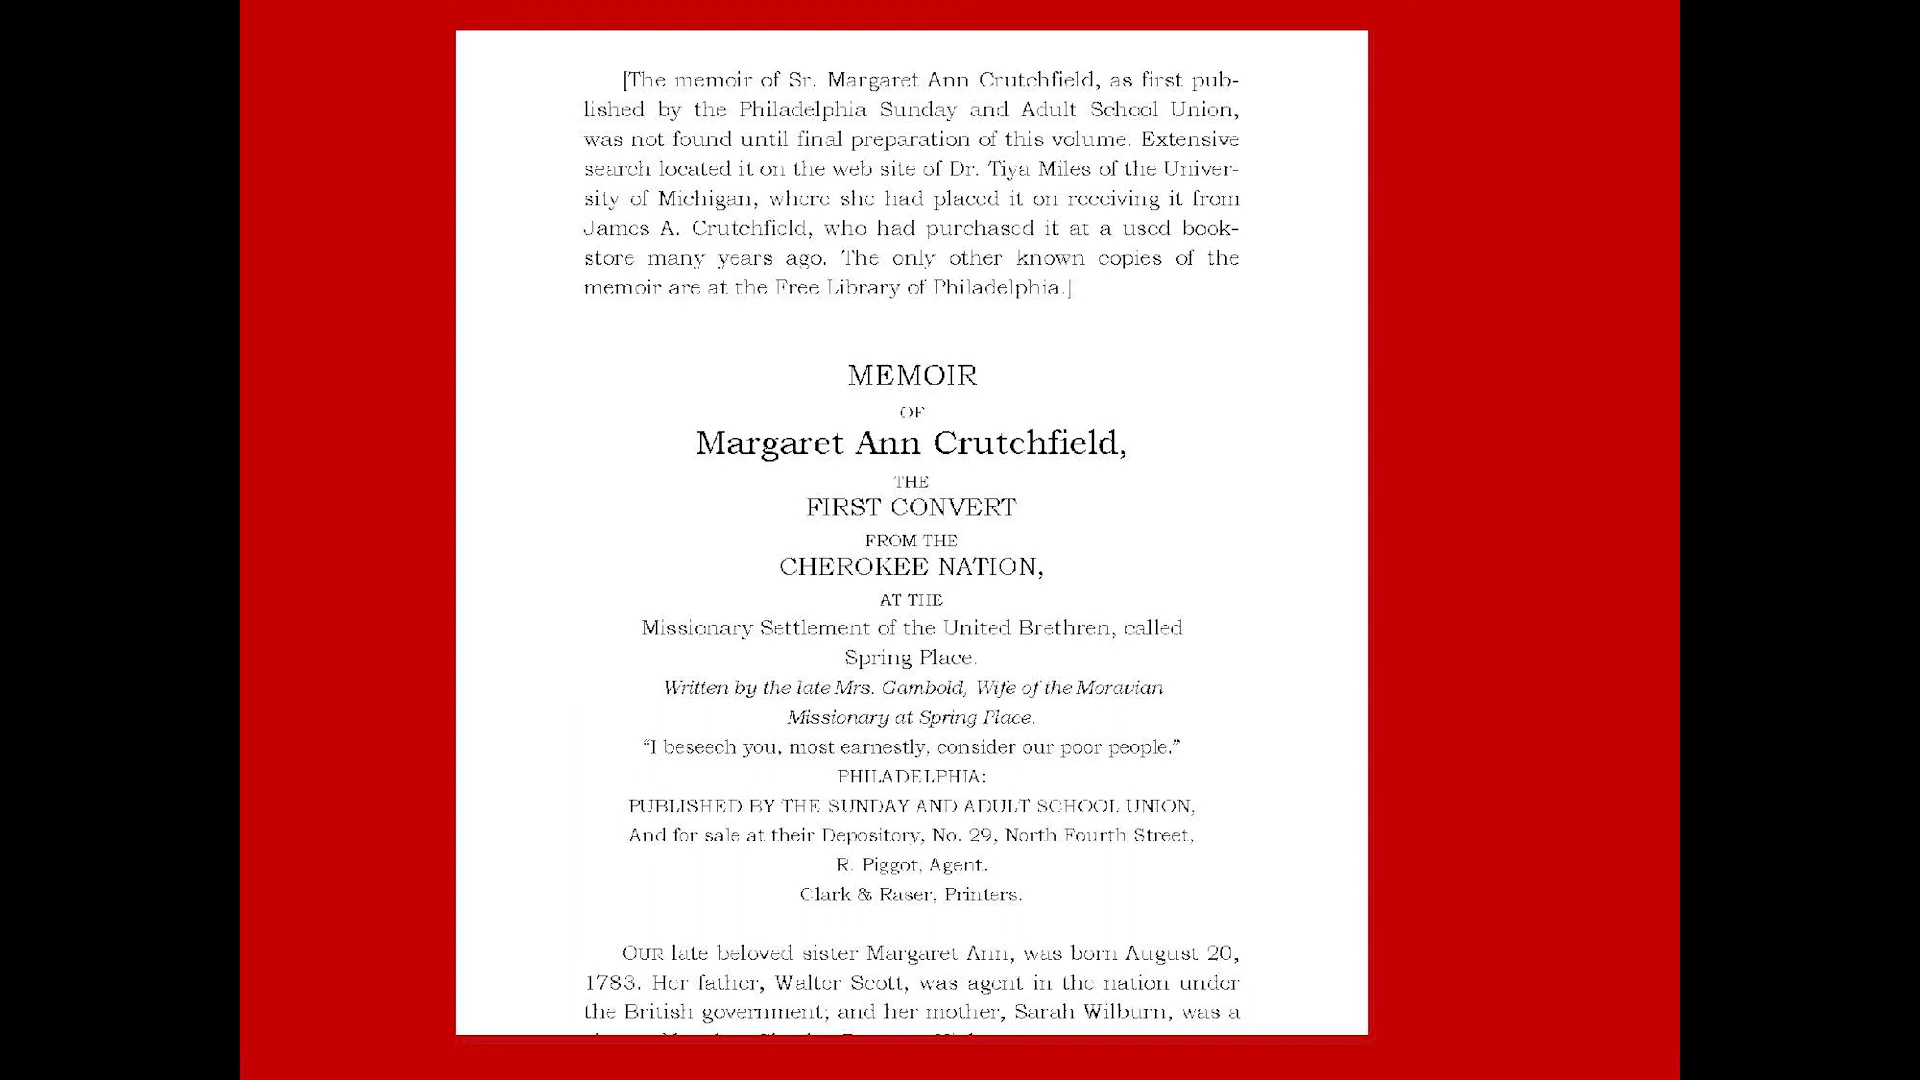 [The memoir of Sr. Margaret Ann Crutchfield, as first pub-
lished by the Philadelphia Sunday and Adult School Union,
was not found until final preparation of this volume. Extensive
search located it on the web site of Dr. Tiya Miles of the Univer-
sity of Michigan, where she had placed it on receiving it from
James A. Crutchfield, who had purchased it at a used book-
store many years ago. The only other known copies of the
memoir are at the Free Library of Philadelphia.]
MEMOIR
OF
Margaret Ann Crutchfield,
THE
FIRST CONVERT
FROM THE
CHEROKEE NATION,
AT THE
Missionary Settlement of the United Brethren, called
Spring Place.
Written by the late Mrs. Gambold, Wife of the Moravian
Missionary at Spring Place.
“I beseech you, most earnestly, consider our poor people.”
PHILADELPHIA:
PUBLISHED BY THE SUNDAY AND ADULT SCHOOL UNION,
And for sale at their Depository, No. 29, North Fourth Street,
R. Piggot, Agent.
Clark & Raser, Printers.
OUR late beloved sister Margaret Ann, was born August 20,
1783. Her father, Walter Scott, was agent in the nation under
the British government; and her mother, Sarah Wilburn, was a